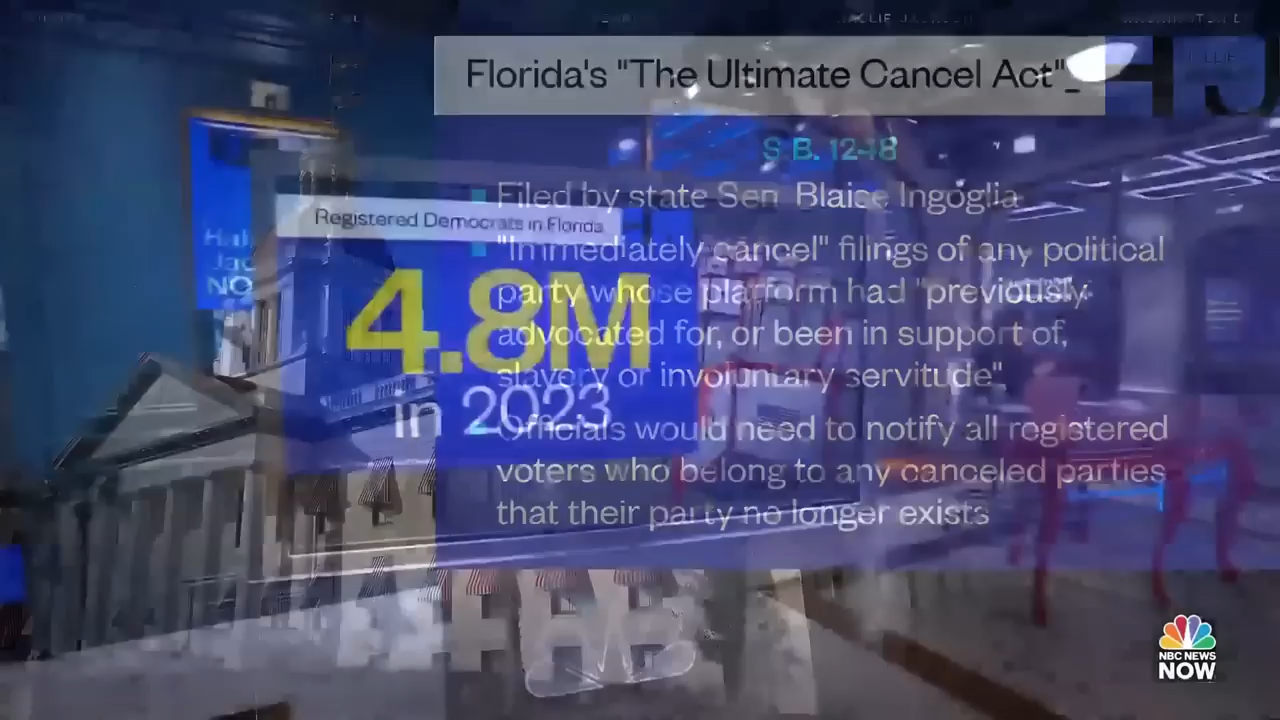 Florida's "The Ultimate Cancel Act"_
S.B. 1248
Filed by state Sen Blaise Ingoglia
Registered Democrats in Florida
"Immediately cancel" filings of any political
party whose platform had "previously
advocated for, or been in support of,
slavery or involuntary servitude"
4.8M
in 2023
Officials would need to notify all registered
voters who belong to any canceled parties
that their party no longer exists
NBC NEWS
NOW